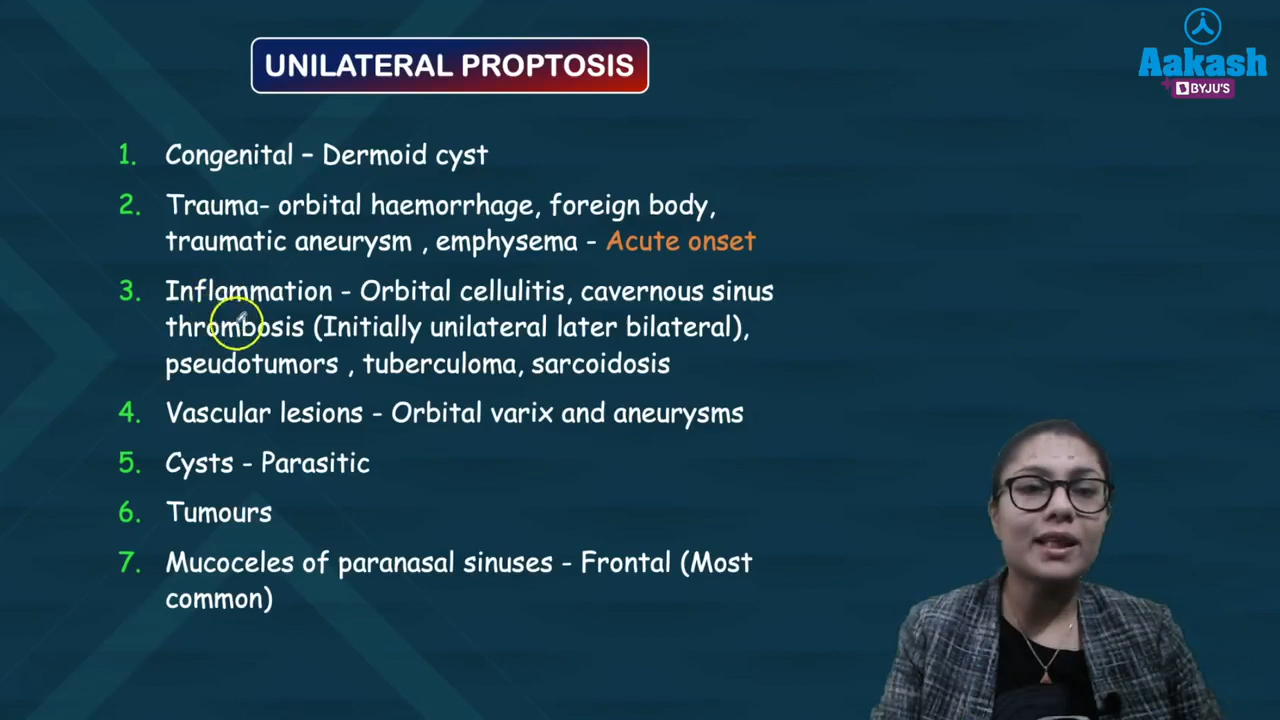 UNILATERAL PROPTOSIS
Aakash
BYJU'S
1. Congenital – Dermoid cyst
2. Trauma- orbital haemorrhage, foreign body,
traumatic aneurysm , emphysema - Acute onset
3. Inflammation - Orbital cellulitis, cavernous sinus
thrombosis (Initially unilateral later bilateral),
pseudotumors , tuberculoma, sarcoidosis
4. Vascular lesions - Orbital varix and aneurysms
5. Cysts - Parasitic
6. Tumours
7. Mucoceles of paranasal sinuses - Frontal (Most
common)